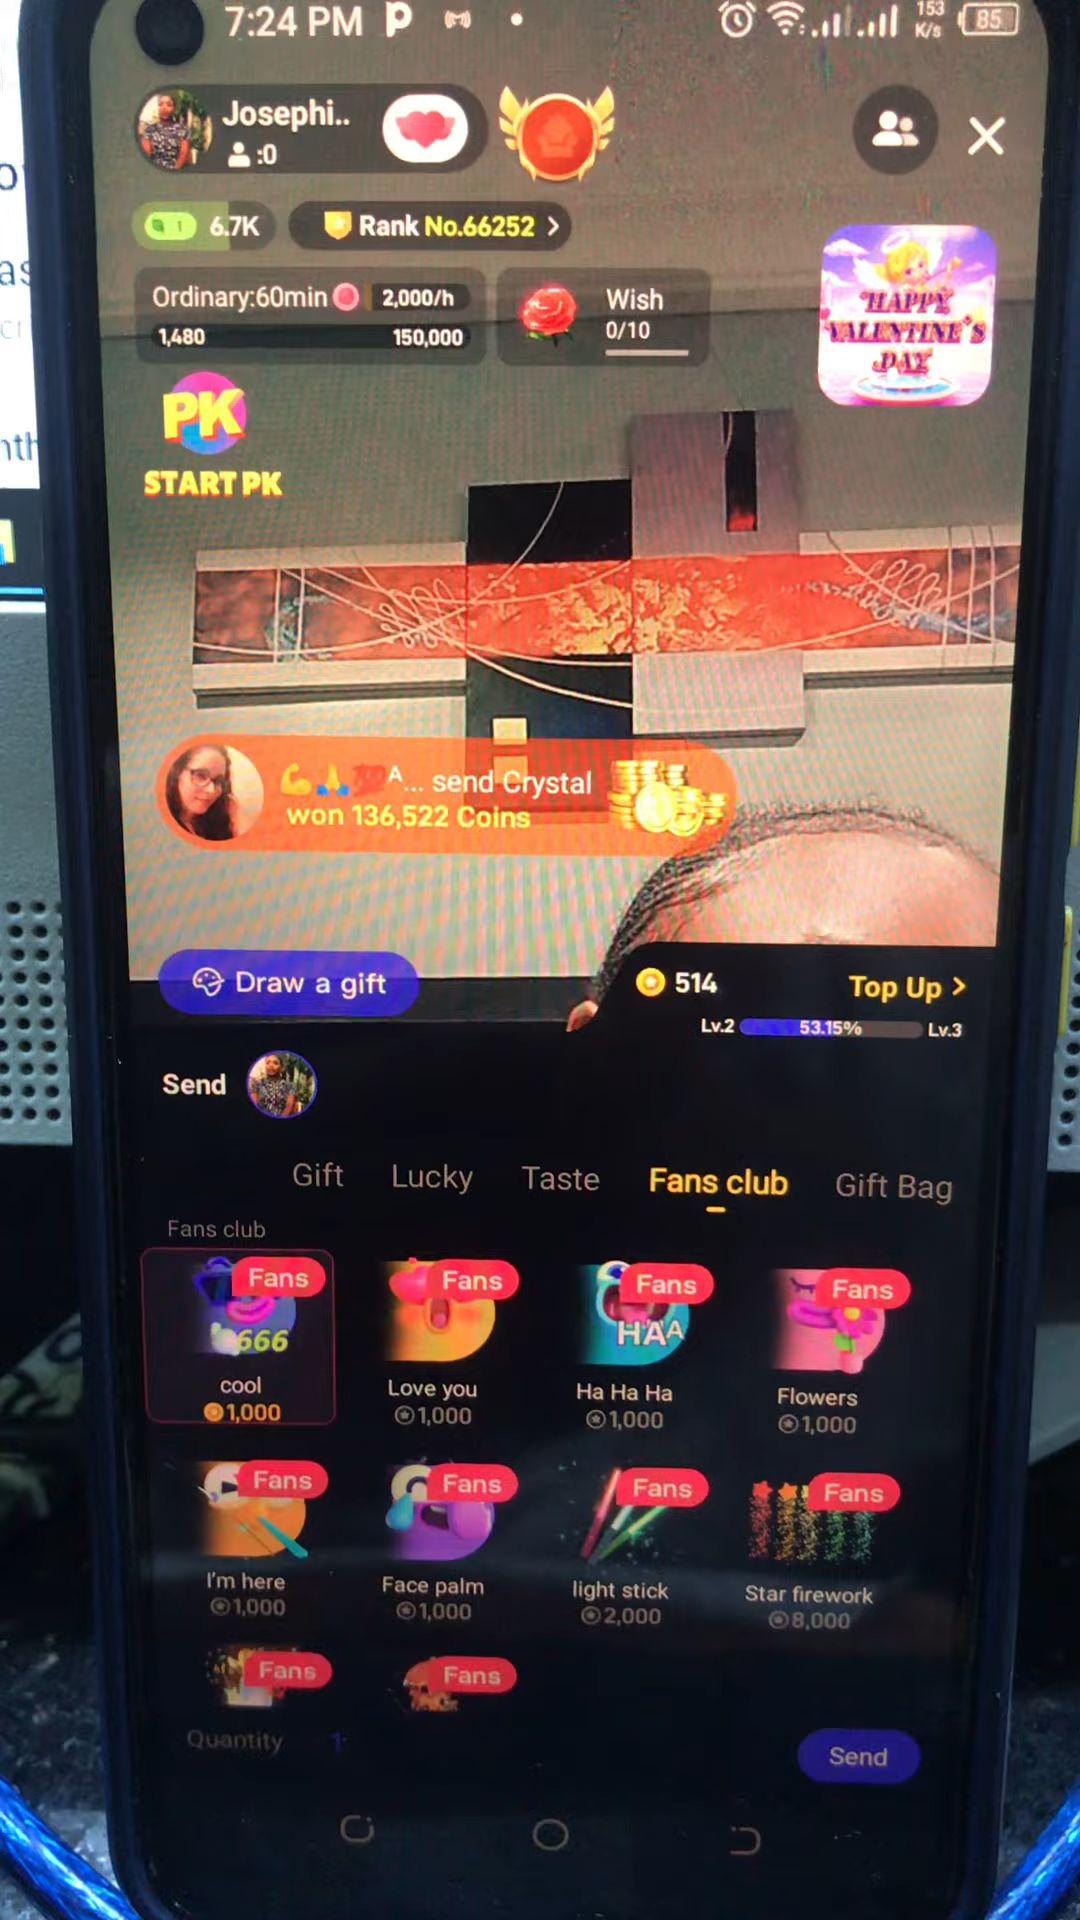 7:24 PM
153
K/s
85
Josephi..
:0
6.7K
Rank No.66252 >
Ordinary:60min 2,000/h
1,480 150,000
Wish
0/10
HAPPY
VALENTINE'S
DAY
PK
START PK
A... send Crystal
won 136,522 Coins
Draw a gift
514
Top Up >
Lv.2 53.15% Lv.3
Send
Gift Lucky Taste Fans club Gift Bag
Fans club
Fans Fans Fans Fans
666
HAA
cool Love you Ha Ha Ha Flowers
1,000 1,000 1,000 1,000
Fans Fans Fans Fans
I'm here Face palm light stick Star firework
1,000 1,000 2,000 8,000
Fans Fans
Quantity 1
Send